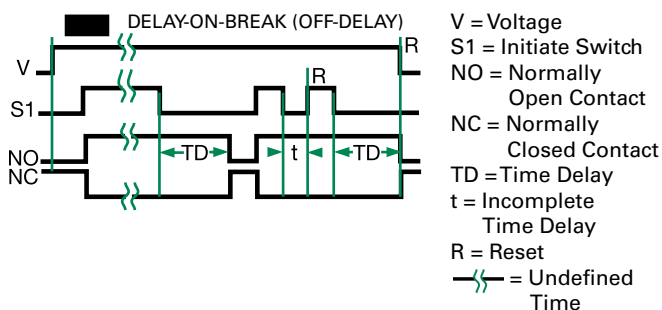 DELAY-ON-BREAK (OFF-DELAY)
R
V
R
S1
NO
TD
t
TD
NC
V = Voltage
S1 = Initiate Switch
NO = Normally
Open Contact
NC = Normally
Closed Contact
TD = Time Delay
t = Incomplete
Time Delay
R = Reset
= Undefined
Time